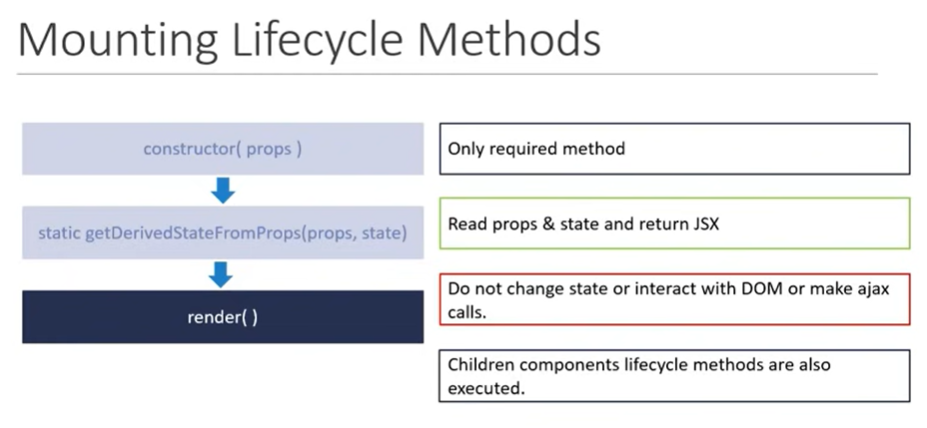 Mounting Lifecycle Methods
constructor( props )
static getDerivedStateFromProps(props, state)
render( )
Only required method
Read props & state and return JSX
Do not change state or interact with DOM or make ajax
calls.
Children components lifecycle methods are also
executed.